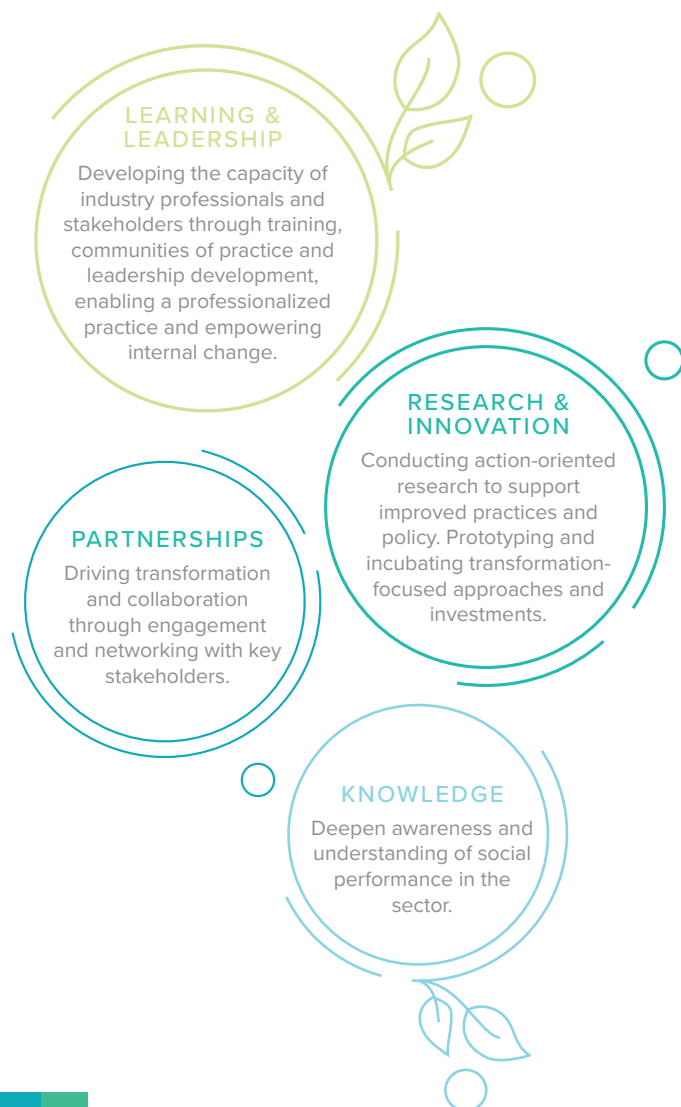 LEARNING &
LEADERSHIP
Developing the capacity of
industry professionals and
stakeholders through training,
communities of practice and
leadership development,
enabling a professionalized
practice and empowering
internal change.
RESEARCH &
INNOVATION
Conducting action-oriented
research to support
improved practices and
policy. Prototyping and
incubating transformation-
focused approaches and
investments.
PARTNERSHIPS
Driving transformation
and collaboration
through engagement
and networking with key
stakeholders.
KNOWLEDGE
Deepen awareness and
understanding of social
performance in the
sector.